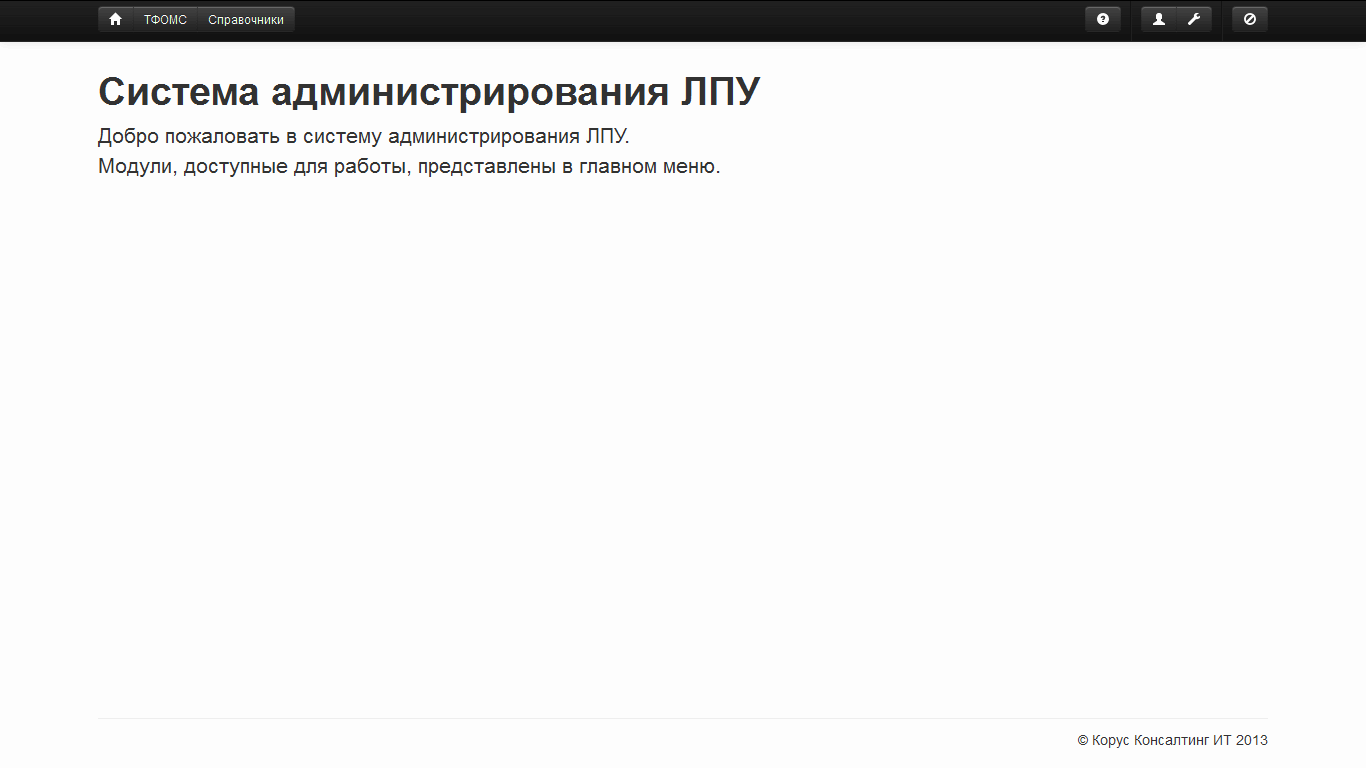 ТФОМС Справочники
Система администрирования ЛПУ
Добро пожаловать в систему администрирования ЛПУ.
Модули, доступные для работы, представлены в главном меню.
© Корус Консалтинг ИТ 2013